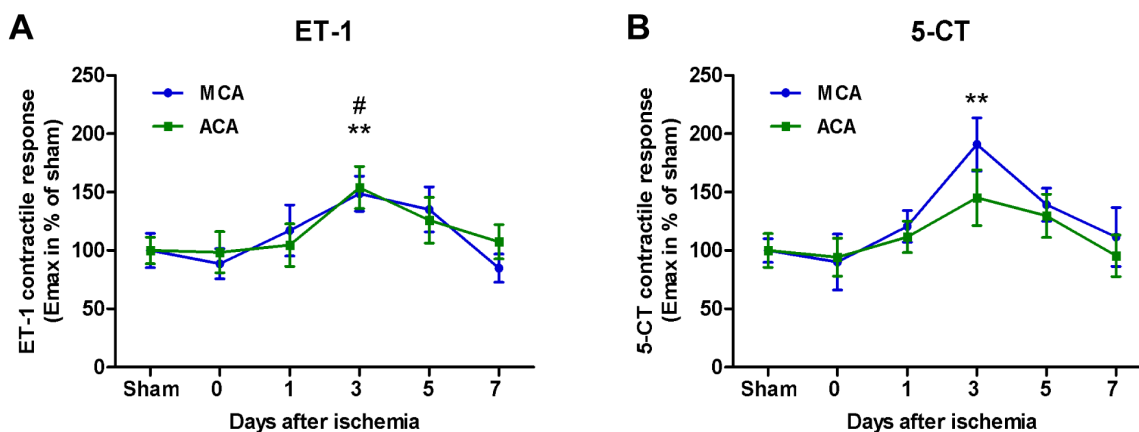 A
ET-1
ET-1 contractile response
(Emax in % of sham)
250
200
150
100
50
0
MCA
ACA
#
**
Sham 0 1 3 5 7
Days after ischemia
B
5-CT
5-CT contractile response
(Emax in % of sham)
250
200
150
100
50
0
MCA
ACA
**
Sham 0 1 3 5 7
Days after ischemia